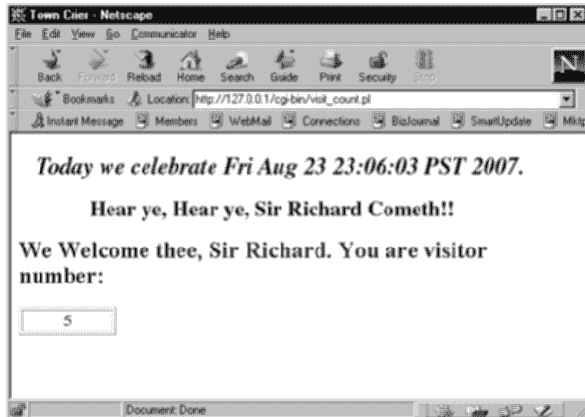 Town Crier - Netscape
File Edit View Go Communicator Help
Back Forward Reload Home Search Guide Print Security Stop
N
Bookmarks Location: http://127.0.0.1/cgi-bin/visit_count.pl
Instant Message Members WebMail Connections BizJournal SmartUpdate Mktp
Today we celebrate Fri Aug 23 23:06:03 PST 2007.
Hear ye, Hear ye, Sir Richard Cometh!!
We Welcome thee, Sir Richard. You are visitor
number:
5
Document: Done